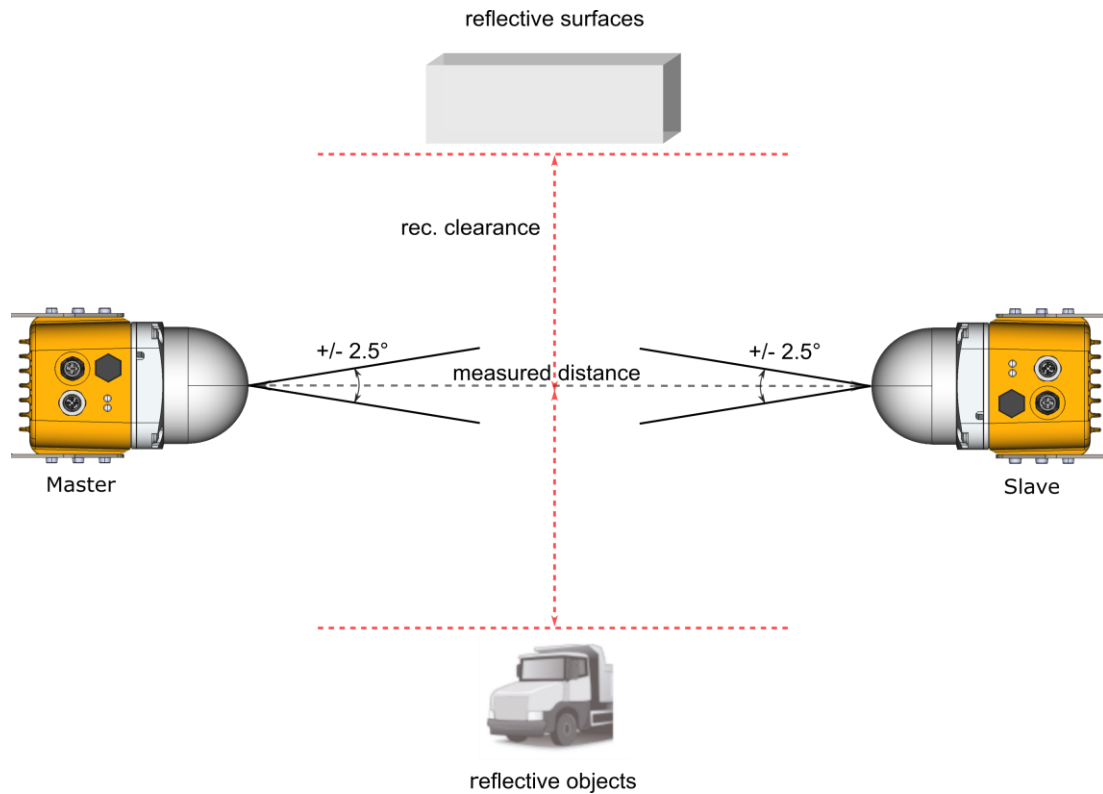 reflective surfaces
rec. clearance
+/- 2.5°
+/- 2.5°
measured distance
Master
Slave
reflective objects